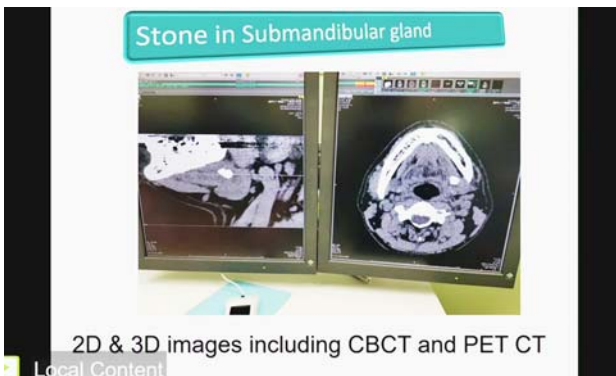 Stone in Submandibular gland
2D & 3D images including CBCT and PET CT
Local Content